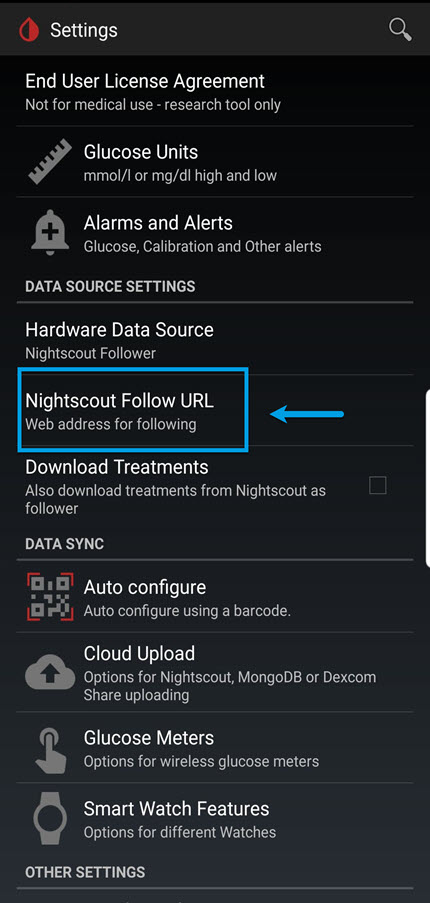 Settings
End User License Agreement
Not for medical use - research tool only
Glucose Units
mmol/l or mg/dl high and low
Alarms and Alerts
Glucose, Calibration and Other alerts
DATA SOURCE SETTINGS
Hardware Data Source
Nightscout Follower
Nightscout Follow URL
Web address for following
Download Treatments
Also download treatments from Nightscout as
follower
DATA SYNC
Auto configure
Auto configure using a barcode.
Cloud Upload
Options for Nightscout, MongoDB or Dexcom
Share uploading
Glucose Meters
Options for wireless glucose meters
Smart Watch Features
Options for different Watches
OTHER SETTINGS